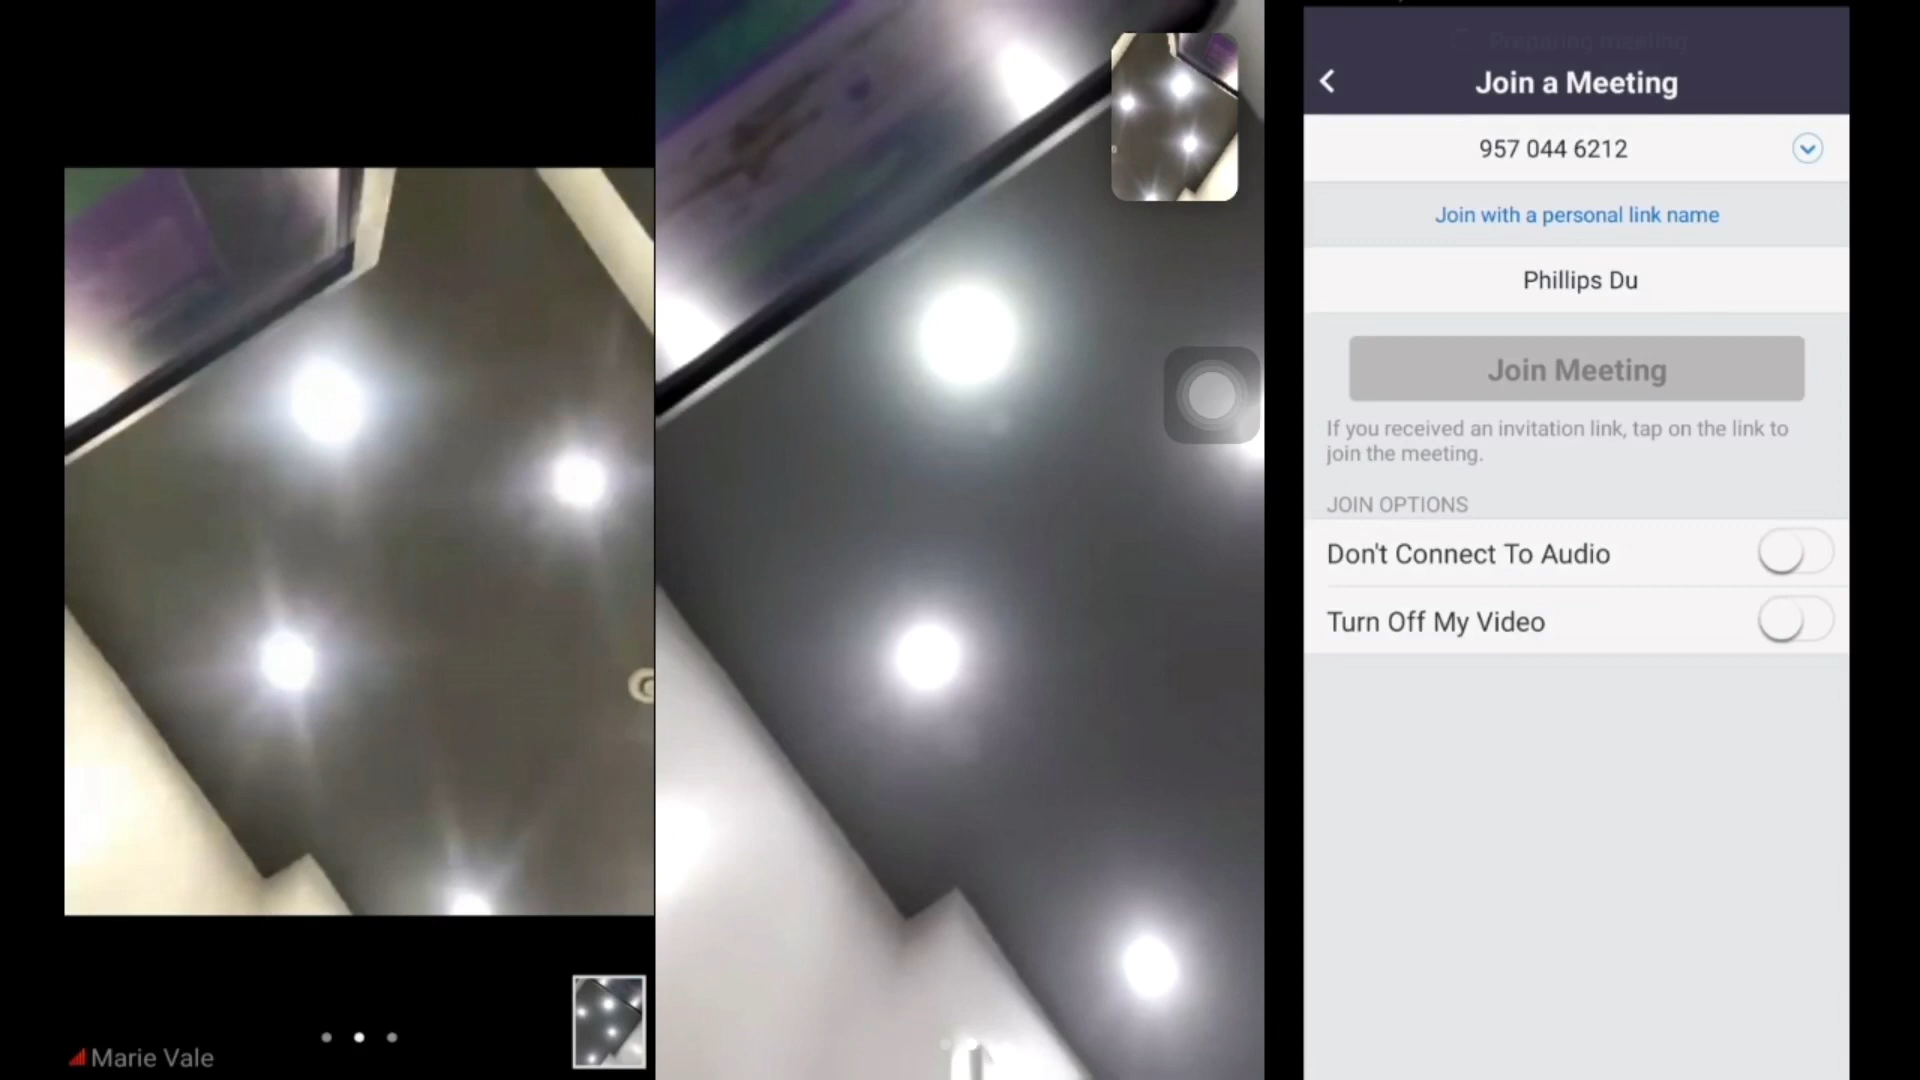 Marie Vale
Preparing meeting
Join a Meeting
957 044 6212
Join with a personal link name
Phillips Du
Join Meeting
If you received an invitation link, tap on the link to
join the meeting.
JOIN OPTIONS
Don't Connect To Audio
Turn Off My Video